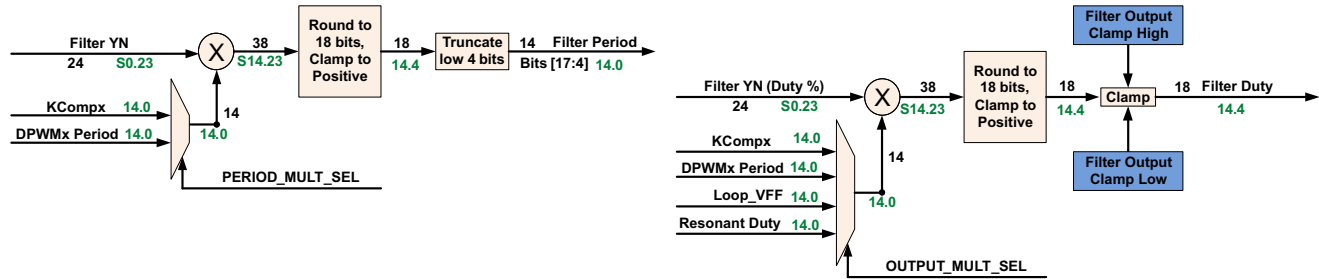 Filter YN
24
S0.23
X
38
S14.23
Round to
18 bits,
Clamp to
Positive
18
14.4
Truncate
low 4 bits
14
Filter Period
Bits [17:4]
14.0
KCompx
14.0
DPWMx Period
14.0
14
14.0
PERIOD_MULT_SEL
Filter YN (Duty %)
24
S0.23
X
38
S14.23
Round to
18 bits,
Clamp to
Positive
18
14.4
Filter Output
Clamp High
Clamp
18
Filter Duty
14.4
Filter Output
Clamp Low
KCompx
14.0
DPWMx Period
14.0
Loop_VFF
14.0
Resonant Duty
14.0
14
14.0
OUTPUT_MULT_SEL